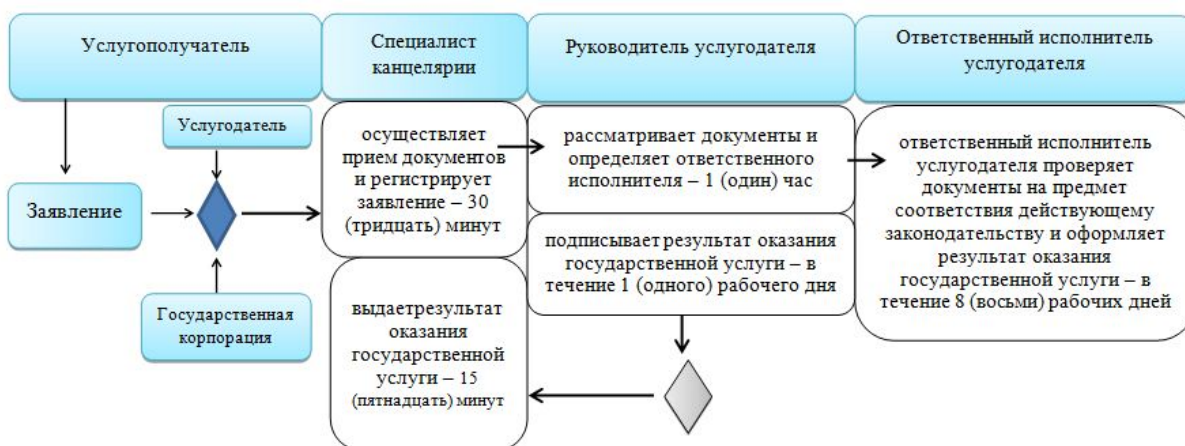 Услугополучатель
Специалист
канцелярии
Руководитель услугодателя
Ответственный исполнитель
услугодателя
Услугодатель
Заявление
Государственная
корпорация
осуществляет
прием документов
и регистрирует
заявление – 30
(тридцать) минут
рассматривает документы и
определяет ответственного
исполнителя – 1 (один) час
ответственный исполнитель
услугодателя проверяет
документы на предмет
соответствия действующему
законодательству и оформляет
результат оказания
государственной услуги – в
течение 8 (восьми) рабочих дней
подписывает результат оказания
государственной услуги – в
течение 1 (одного) рабочего дня
выдаетрезультат
оказания
государственной
услуги – 15
(пятнадцать) минут